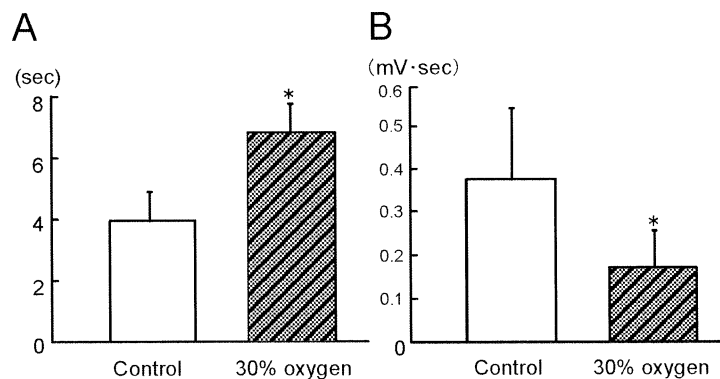 A
(sec)
8
6
4
2
0
*
Control
30% oxygen
B
(mV·sec)
0.6
0.5
0.4
0.3
0.2
0.1
0
*
Control
30% oxygen